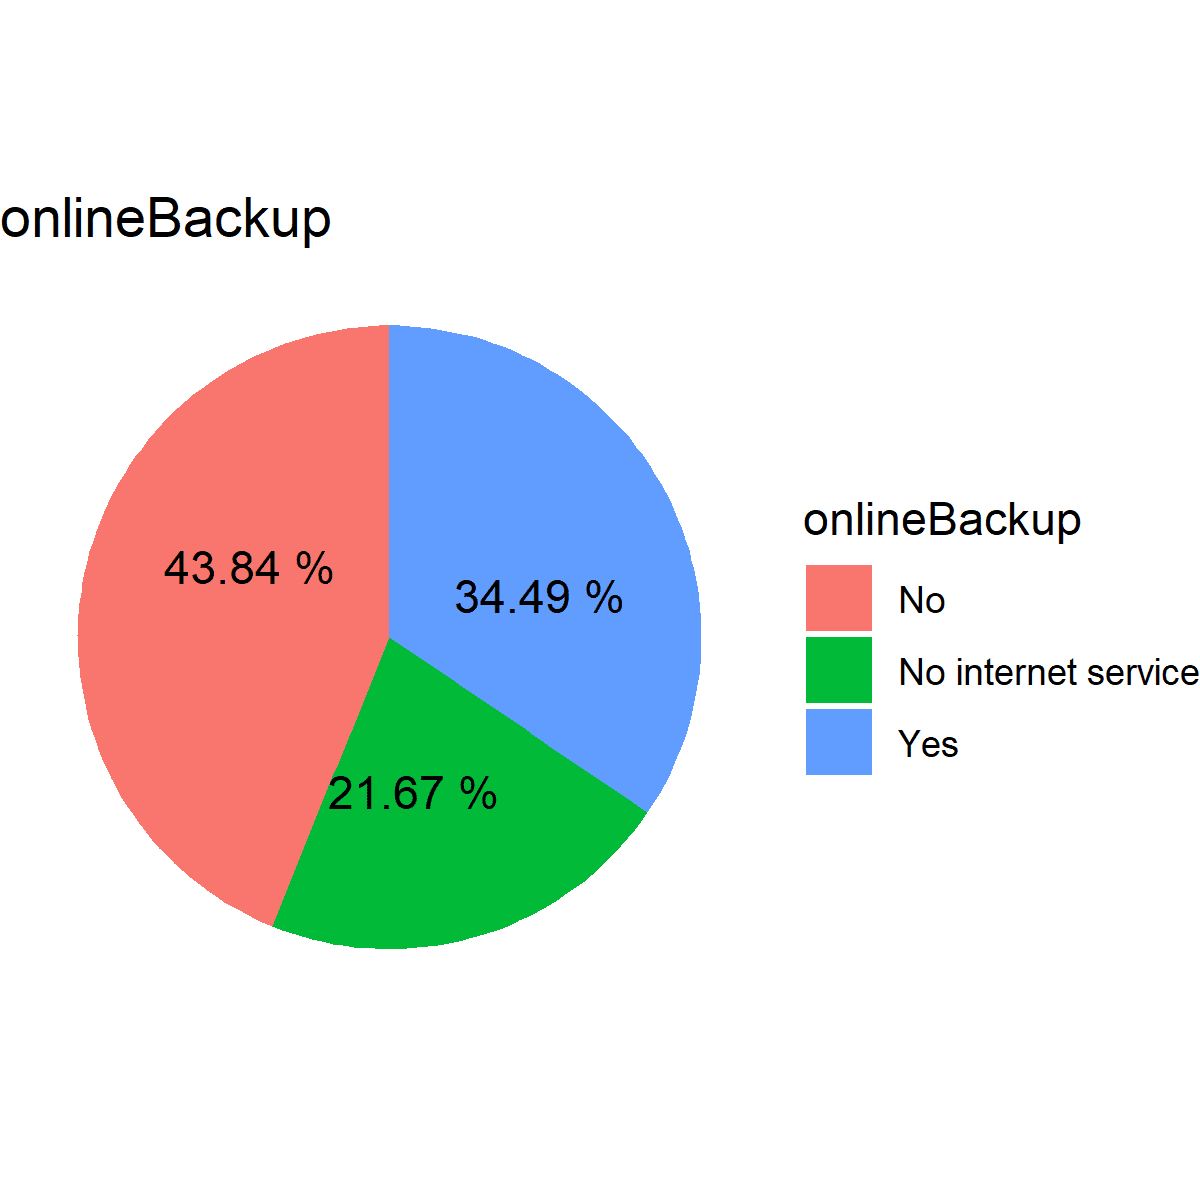 onlineBackup
43.84 %
34.49 %
21.67 %
onlineBackup
No
No internet service
Yes